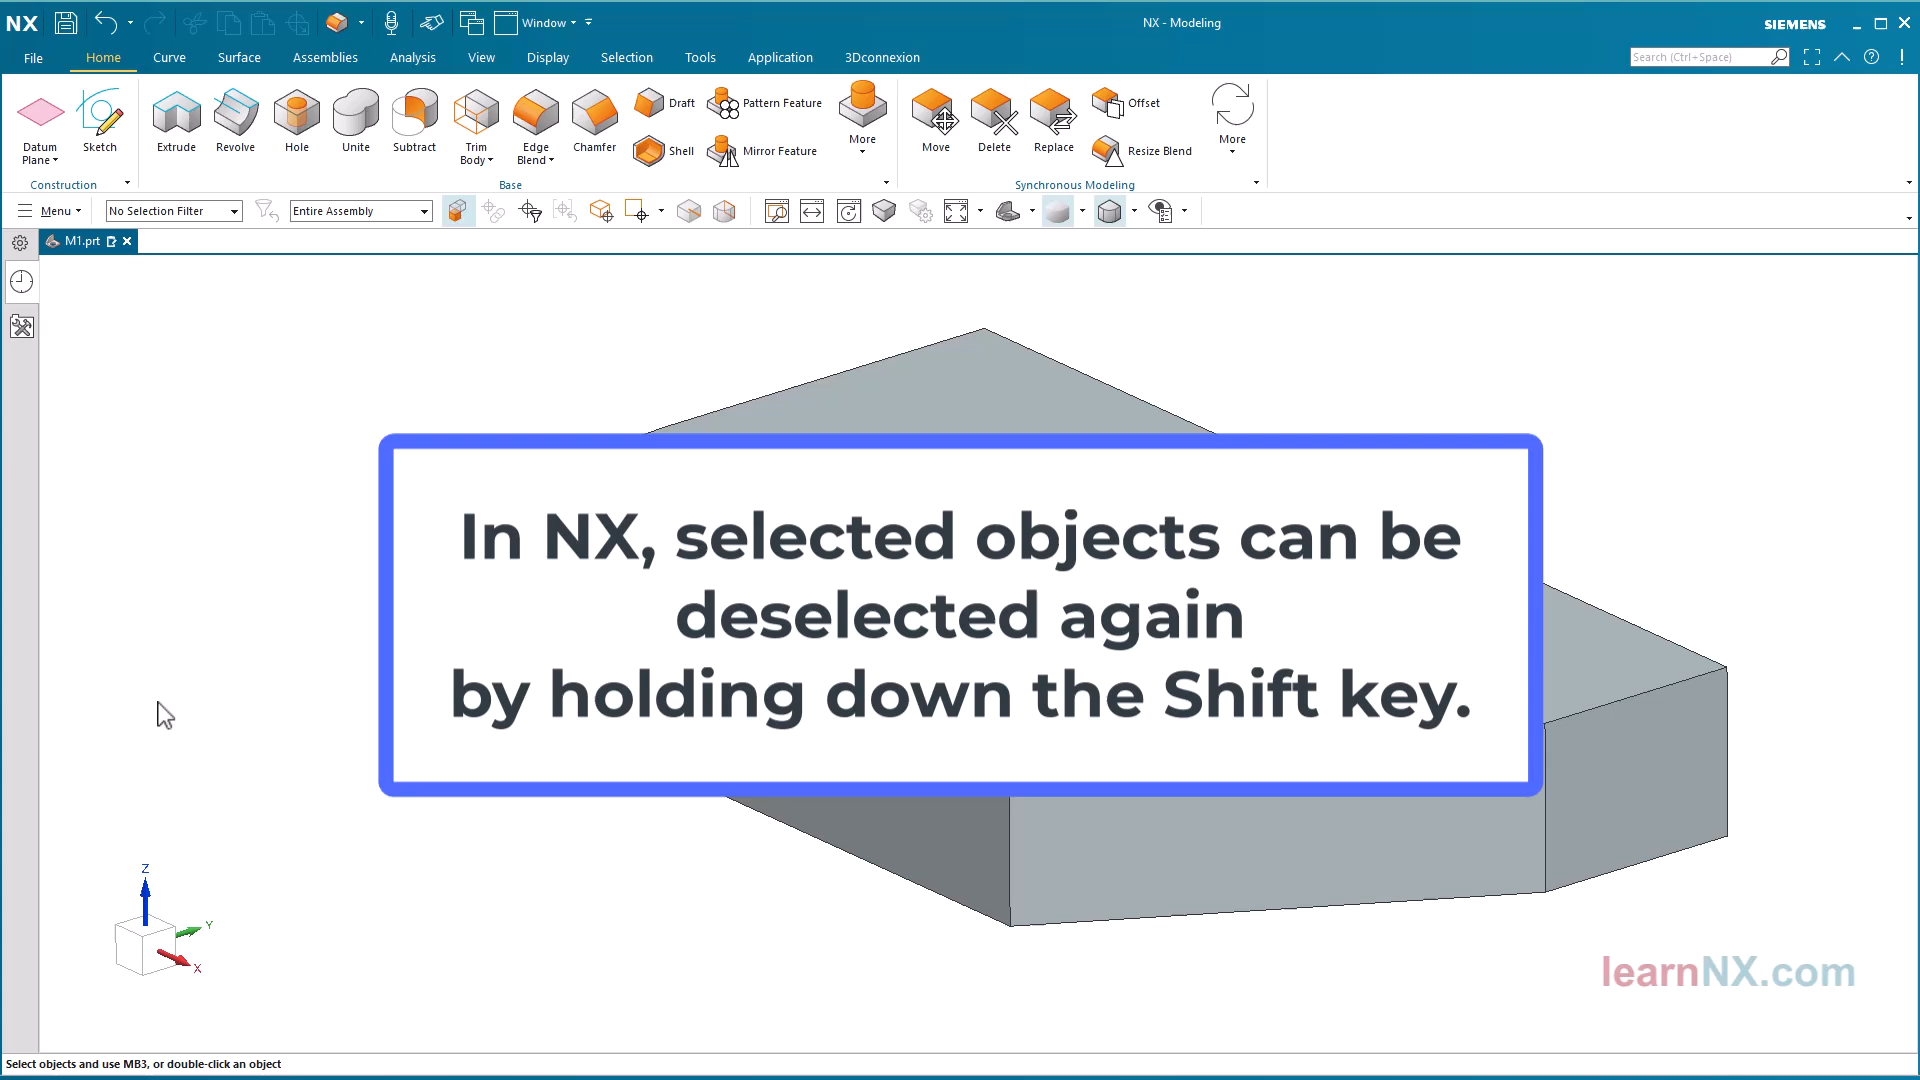 NX
Window
NX - Modeling
SIEMENS
File
Home
Curve
Surface
Assemblies
Analysis
View
Display
Selection
Tools
Application
3Dconnexion
Search (Ctrl+Space)
Datum
Plane
Sketch
Extrude
Revolve
Hole
Unite
Subtract
Trim
Body
Edge
Blend
Chamfer
Draft
Shell
Pattern Feature
Mirror Feature
More
Move
Delete
Replace
Offset
Resize Blend
More
Construction
Base
Synchronous Modeling
Menu
No Selection Filter
Entire Assembly
M1.prt
In NX, selected objects can be
deselected again
by holding down the Shift key.
Z
Y
X
learnNX.com
Select objects and use MB3, or double-click an object